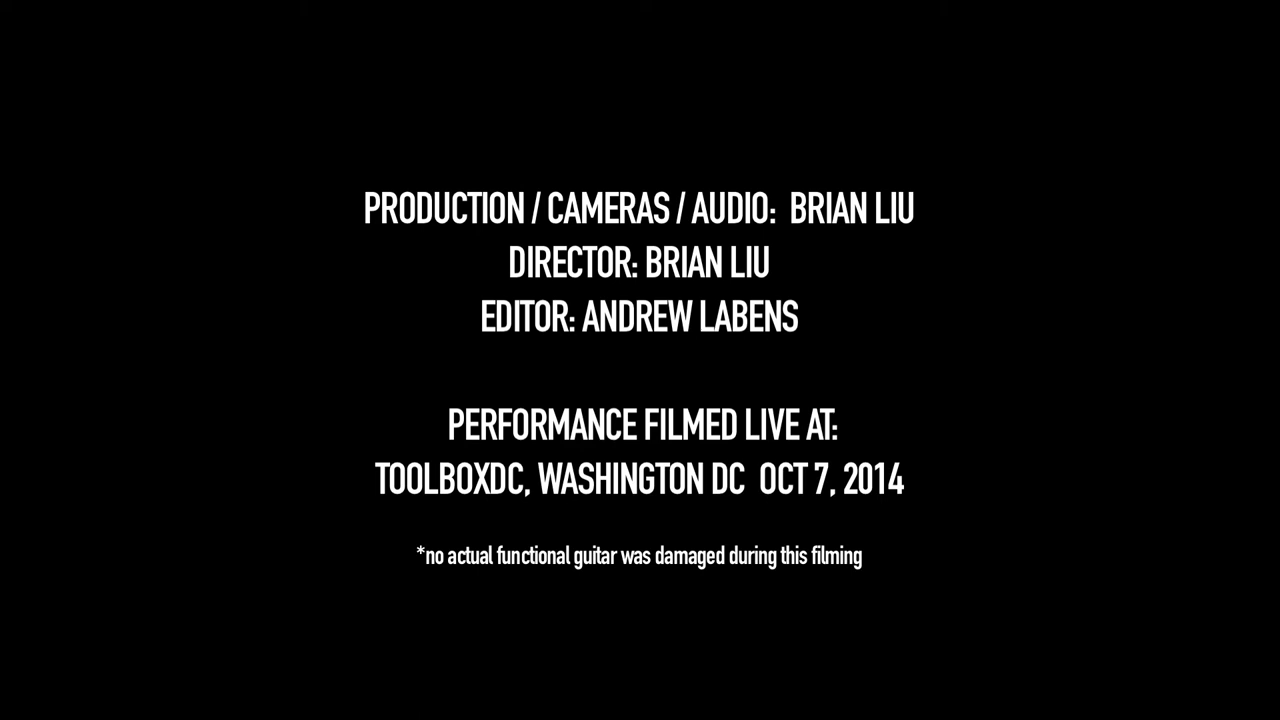 PRODUCTION / CAMERAS / AUDIO:  BRIAN LIU
DIRECTOR: BRIAN LIU
EDITOR: ANDREW LABENS
PERFORMANCE FILMED LIVE AT:
TOOLBOXDC, WASHINGTON DC  OCT 7, 2014
*no actual functional guitar was damaged during this filming